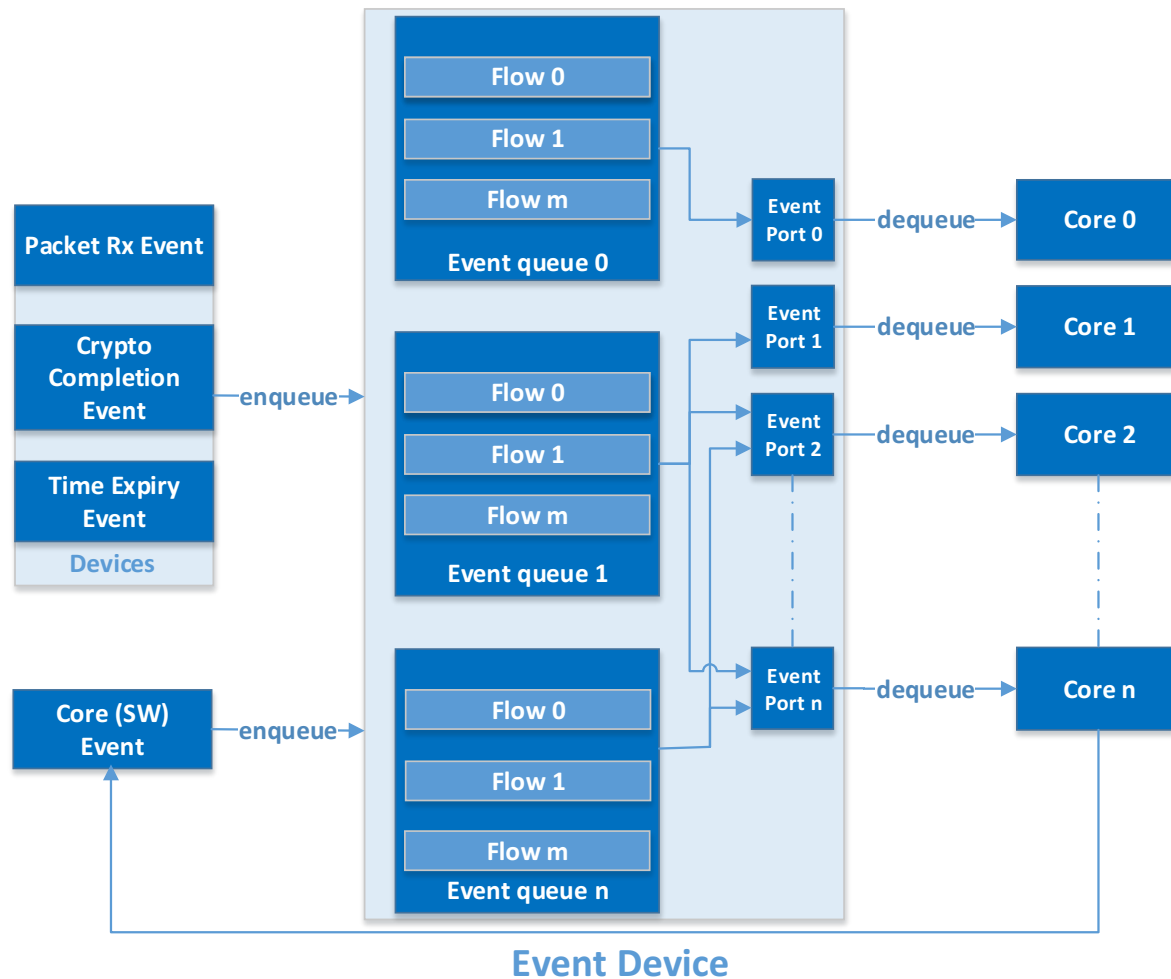 Packet Rx Event
Crypto
Completion
Event
Time Expiry
Event
Devices
enqueue
Core (SW)
Event
enqueue
Flow 0
Flow 1
Flow m
Event queue 0
Flow 0
Flow 1
Flow m
Event queue 1
Flow 0
Flow 1
Flow m
Event queue n
Event
Port 0
dequeue
Core 0
Event
Port 1
dequeue
Core 1
Event
Port 2
dequeue
Core 2
Event
Port n
dequeue
Core n
Event Device